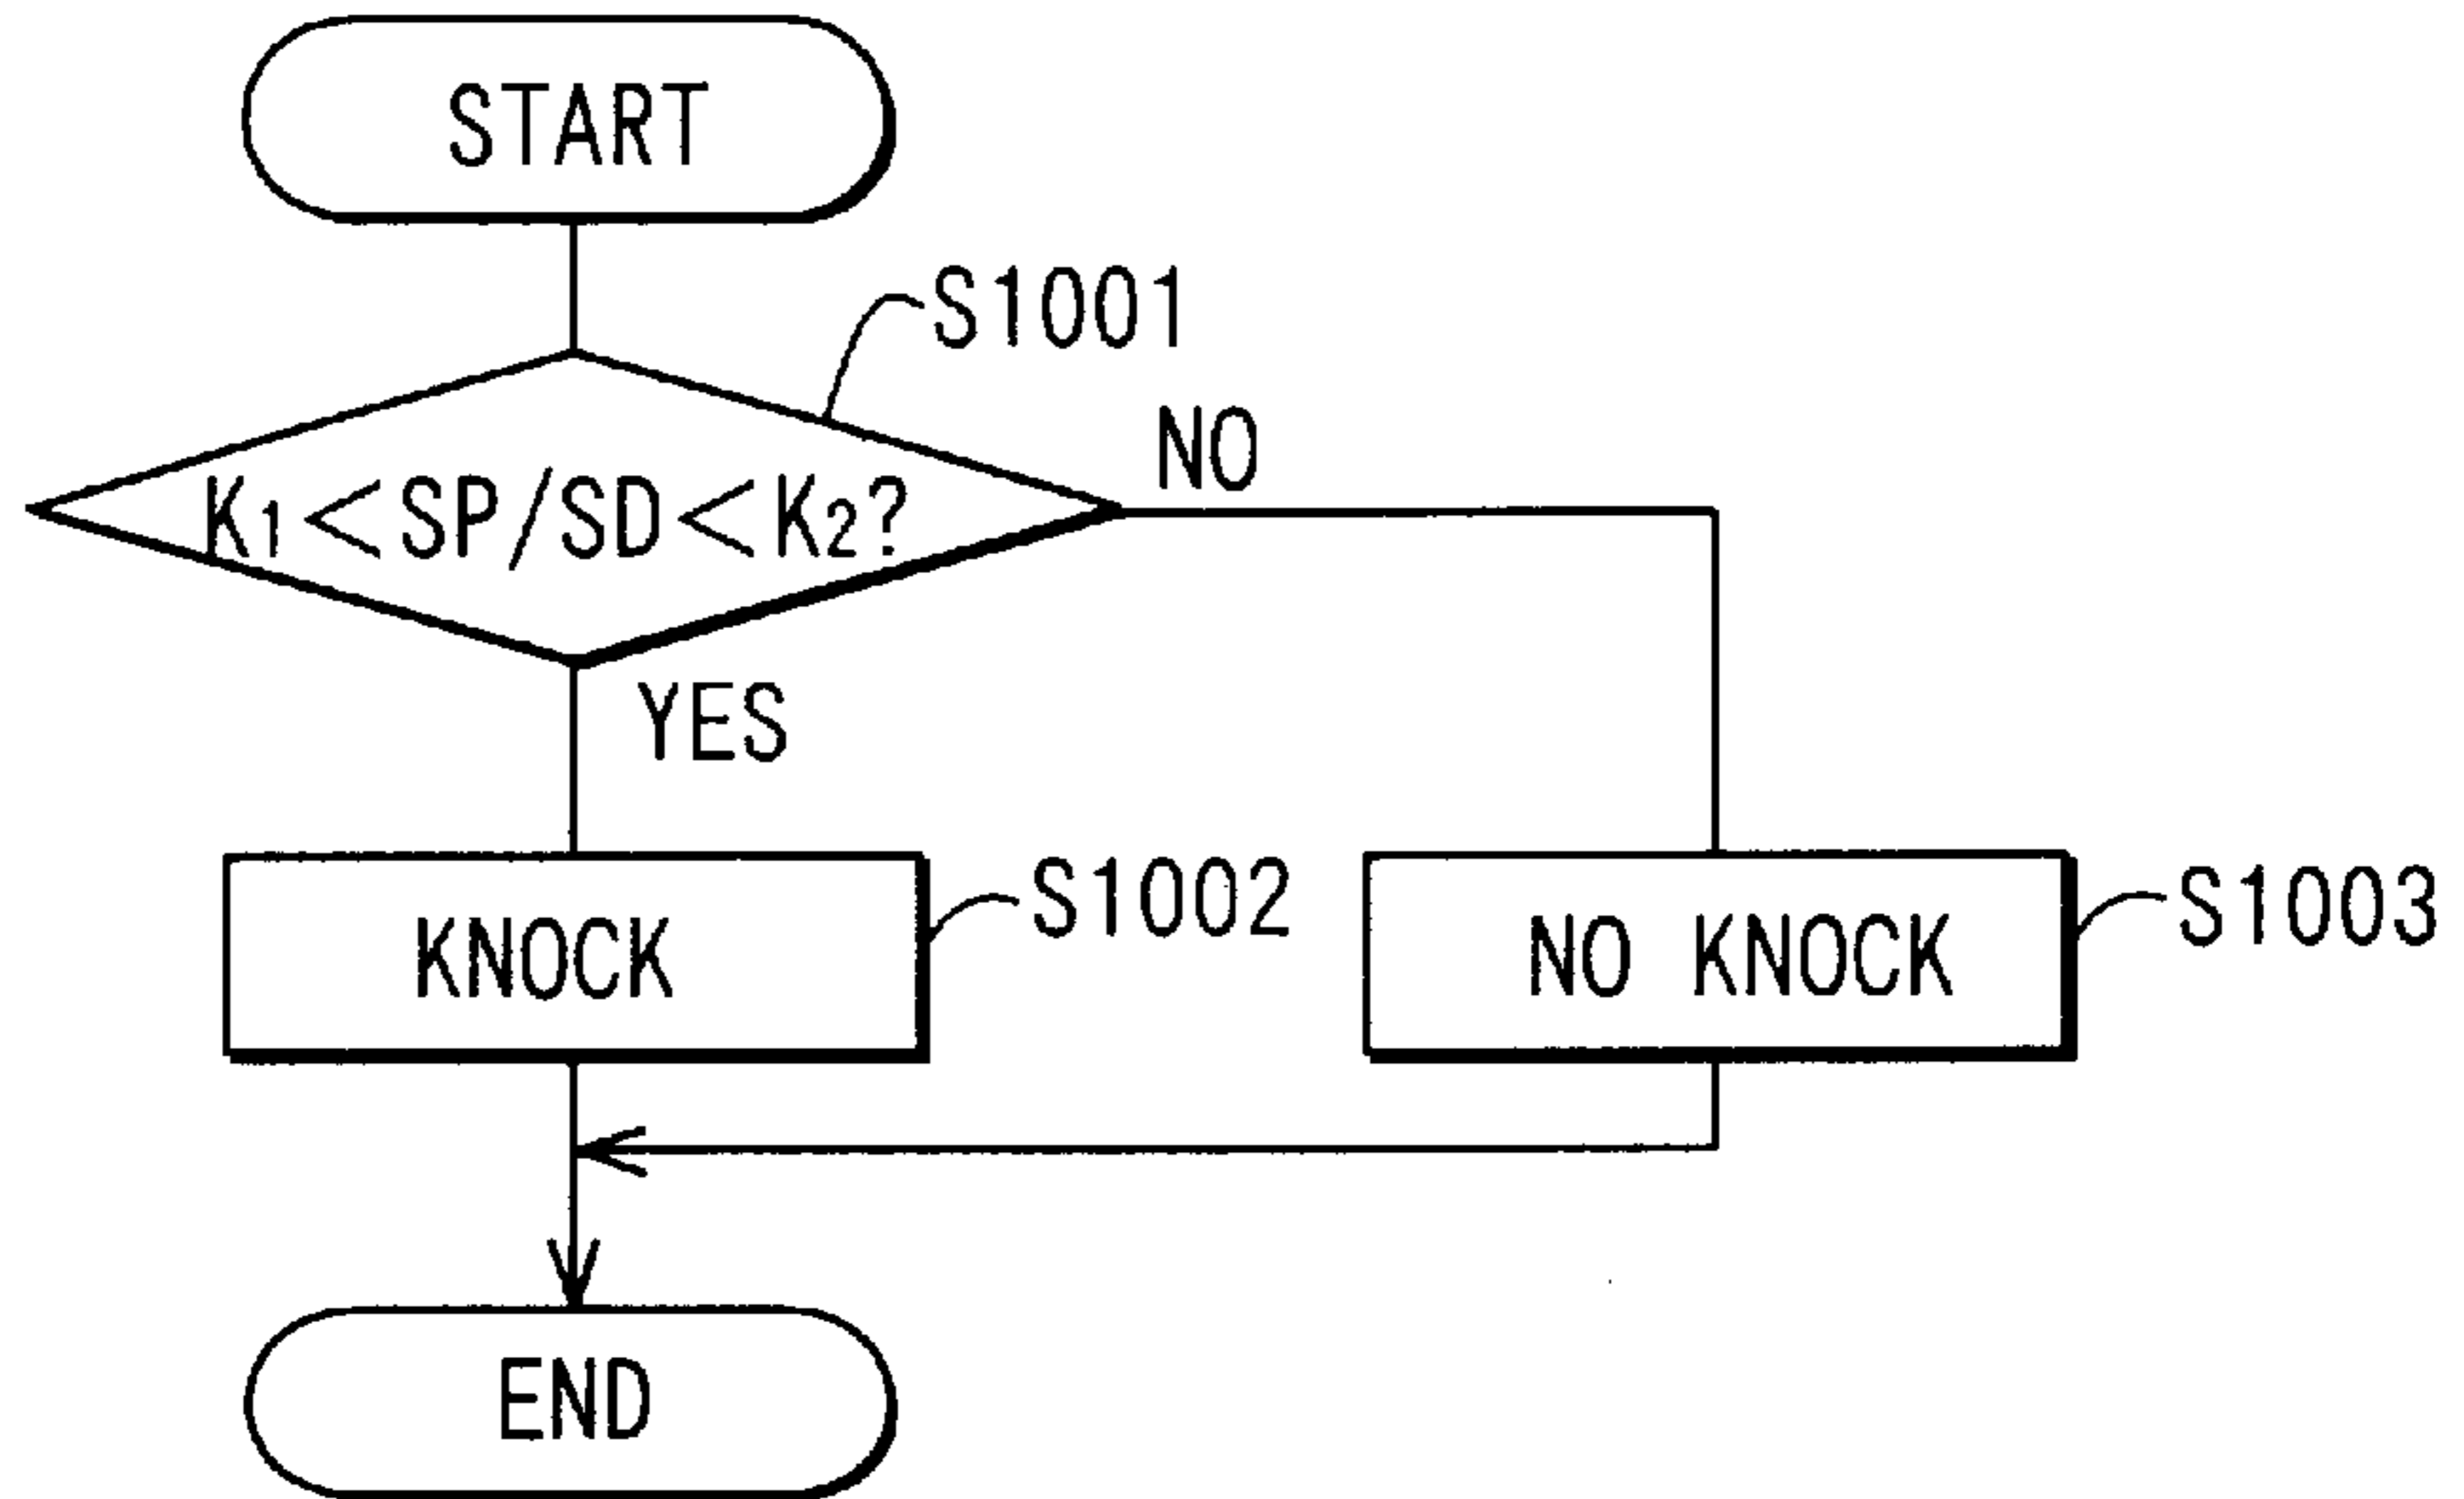 START
S1001
NO
K₁<SP/SD<K₂?
YES
KNOCK
S1002
NO KNOCK
S1003
END